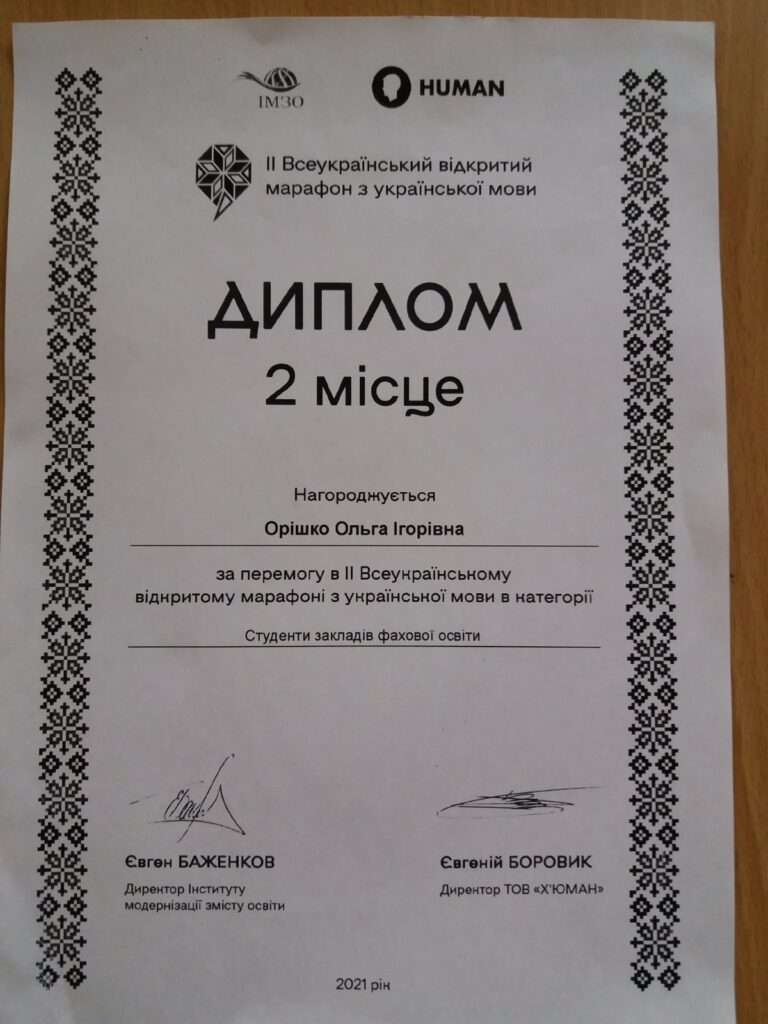 ІМЗО
HUMAN
ІІ Всеукраїнський відкритий
марафон з української мови
ДИПЛОМ
2 місце
Нагороджується
Орішко Ольга Ігорівна
за перемогу в ІІ Всеукраїнському
відкритому марафоні з української мови в категорії
Студенти закладів фахової освіти
Євген БАЖЕНКОВ
Директор Інституту
модернізації змісту освіти
Євгеній БОРОВИК
Директор ТОВ «Х'ЮМАН»
2021 рік